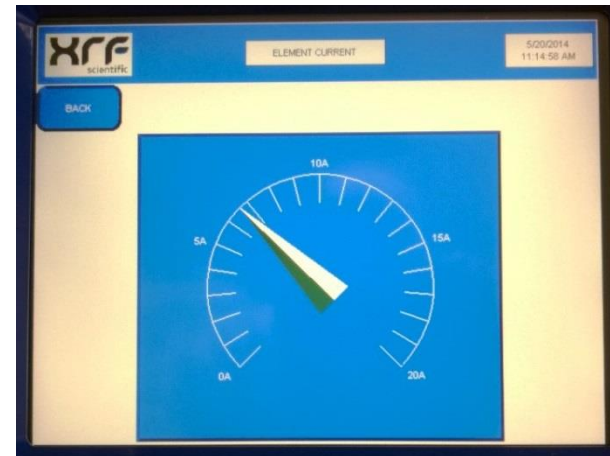 XRF
scientific
ELEMENT CURRENT
5/20/2014
11:14:58 AM
BACK
10A
5A
15A
0A
20A